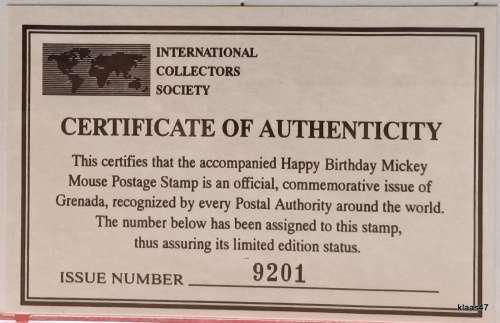 INTERNATIONAL
COLLECTORS
SOCIETY
CERTIFICATE OF AUTHENTICITY
This certifies that the accompanied Happy Birthday Mickey
Mouse Postage Stamp is an official, commemorative issue of
Grenada, recognized by every Postal Authority around the world.
The number below has been assigned to this stamp,
thus assuring its limited edition status.
ISSUE NUMBER 9201
klaas47